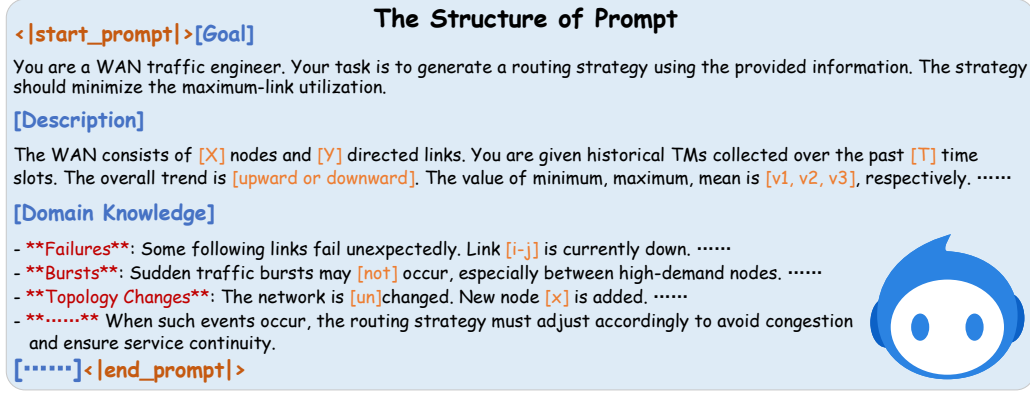 The Structure of Prompt
<|start_prompt|>[Goal]
You are a WAN traffic engineer. Your task is to generate a routing strategy using the provided information. The strategy
should minimize the maximum-link utilization.
[Description]
The WAN consists of [X] nodes and [Y] directed links. You are given historical TMs collected over the past [T] time
slots. The overall trend is [upward or downward]. The value of minimum, maximum, mean is [v1, v2, v3], respectively. ……
[Domain Knowledge]
- **Failures**: Some following links fail unexpectedly. Link [i-j] is currently down. ……
- **Bursts**: Sudden traffic bursts may [not] occur, especially between high-demand nodes. ……
- **Topology Changes**: The network is [un]changed. New node [x] is added. ……
- **……** When such events occur, the routing strategy must adjust accordingly to avoid congestion
and ensure service continuity.
[……]<|end_prompt|>